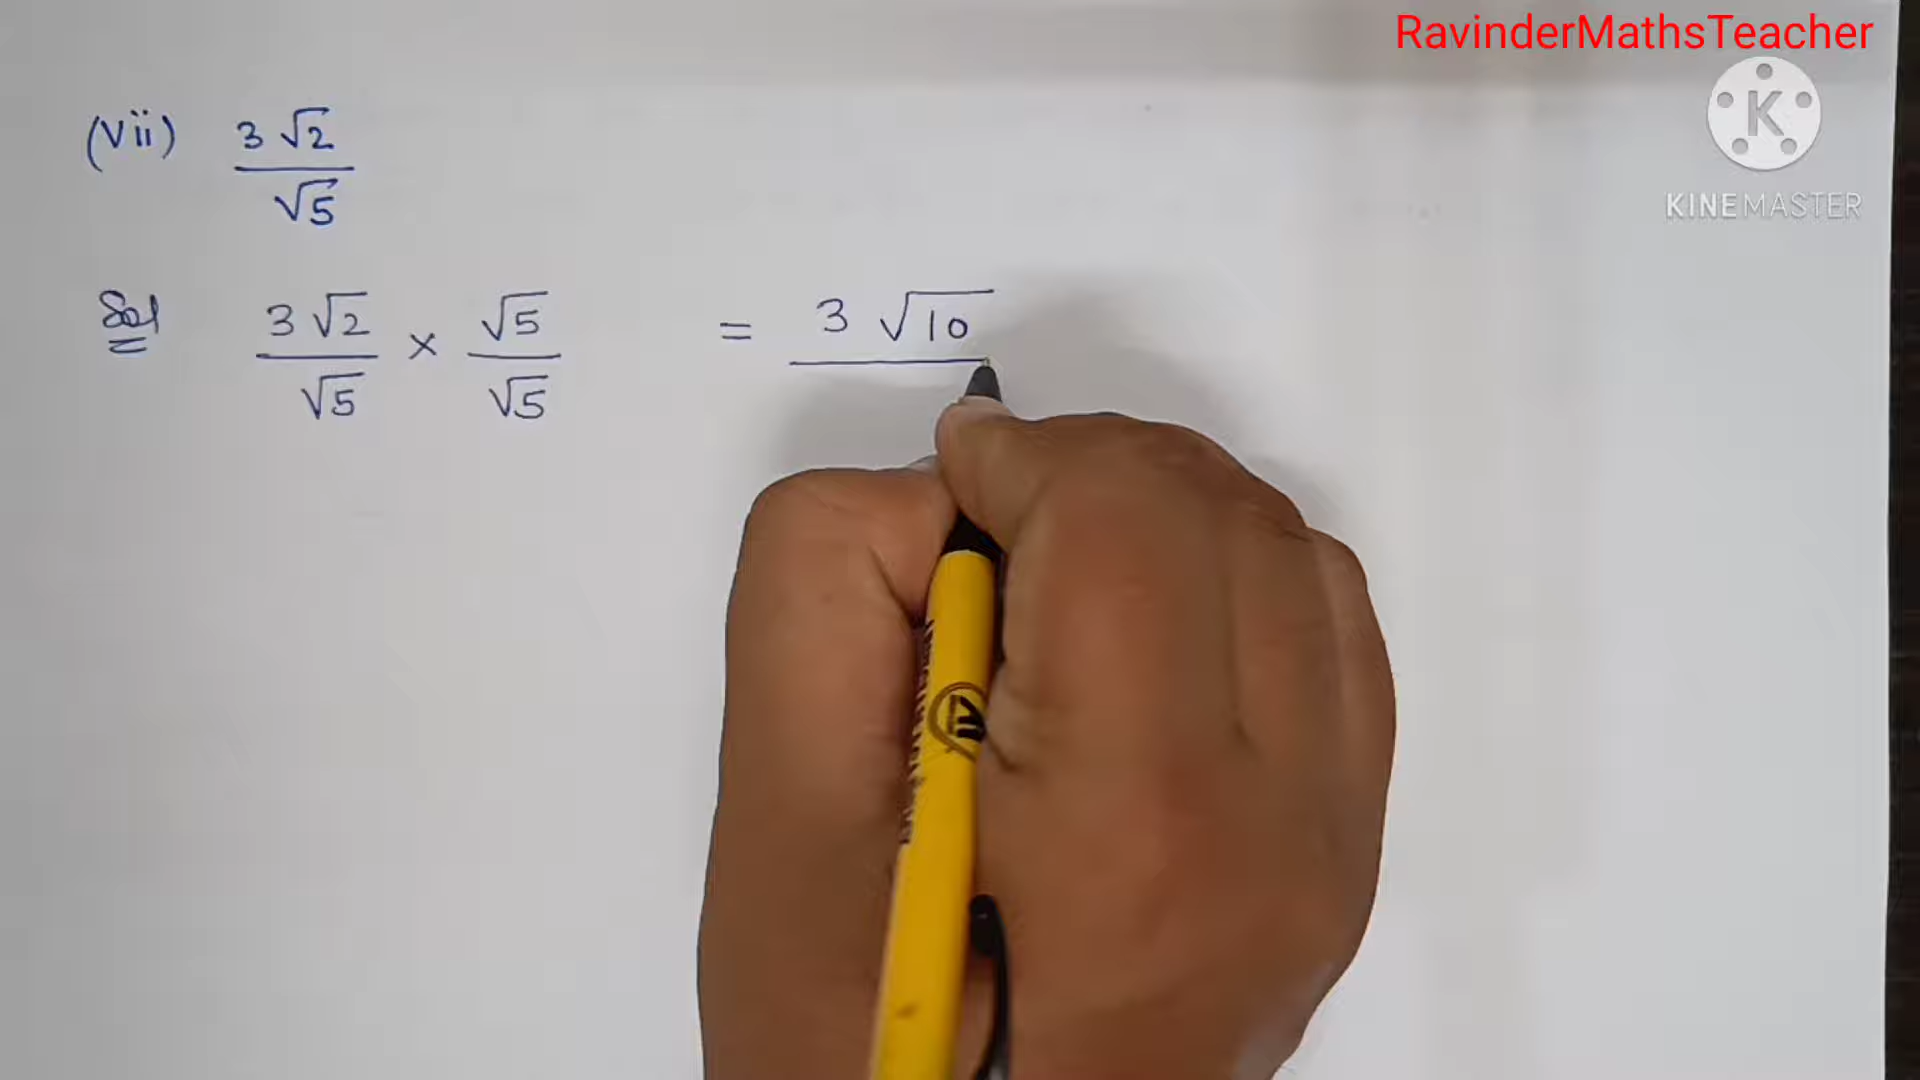 RavinderMathsTeacher
K
KINEMASTER
(vii) 3√2
√5
Sol 3√2 × √5 = 3√10
√5 √5